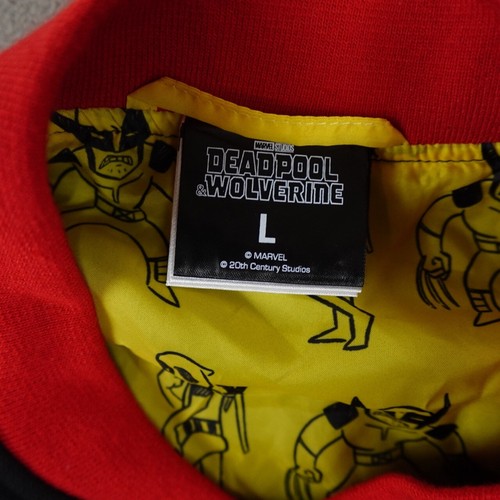 MARVEL STUDIOS
DEADPOOL
& WOLVERINE
L
© MARVEL
© 20th Century Studios